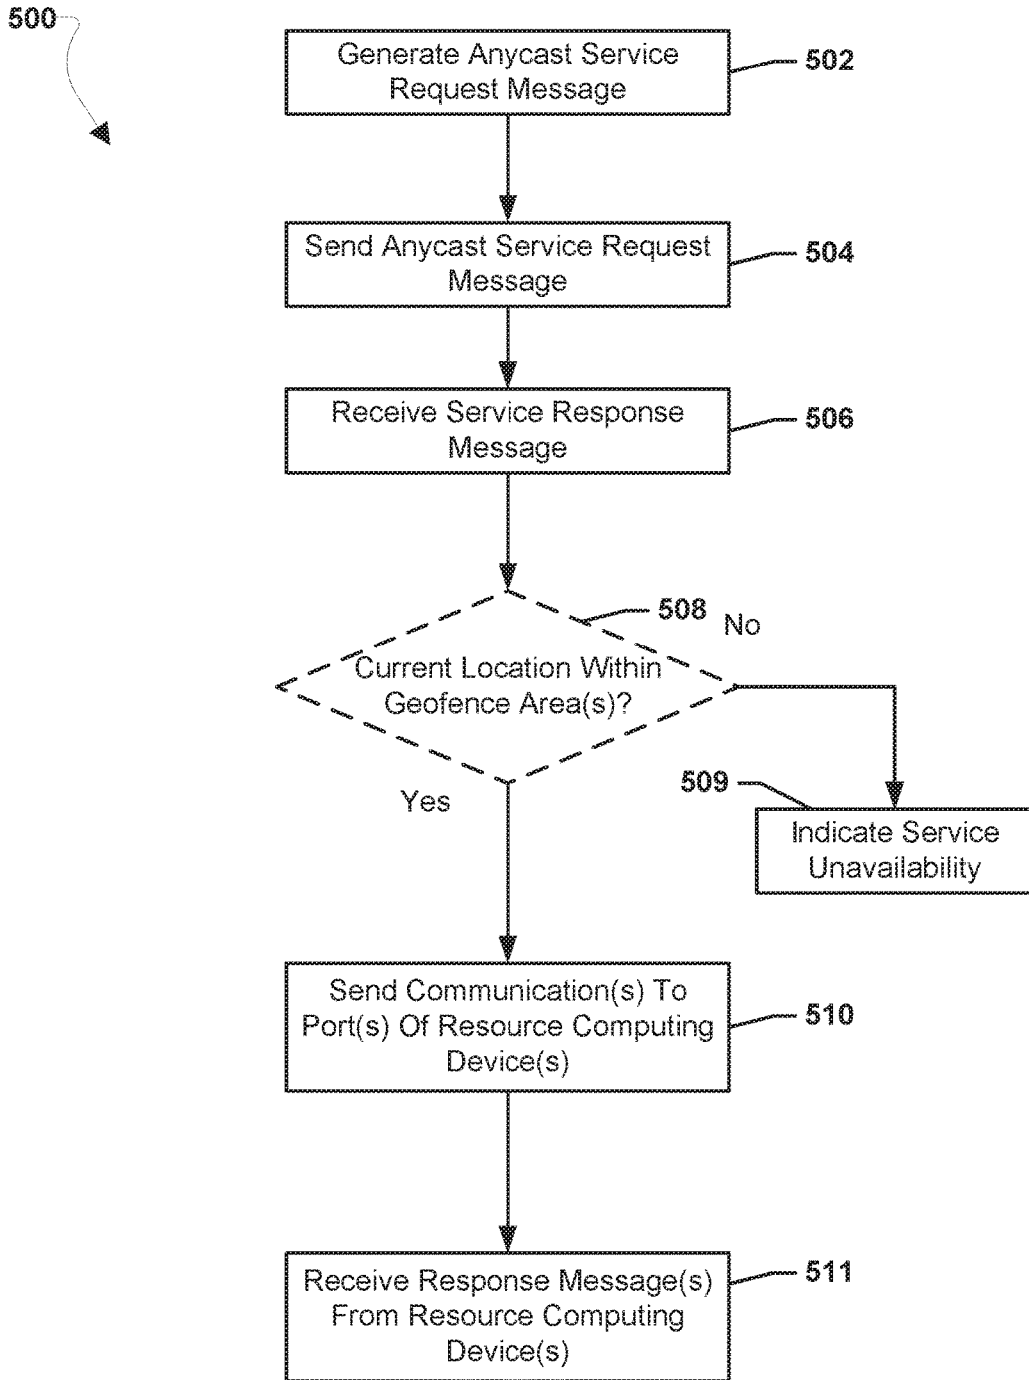 500
Generate Anycast Service
Request Message
502
Send Anycast Service Request
Message
504
Receive Service Response
Message
506
508
No
Current Location Within
Geofence Area(s)?
Yes
509
Indicate Service
Unavailability
Send Communication(s) To
Port(s) Of Resource Computing
Device(s)
510
Receive Response Message(s)
From Resource Computing
Device(s)
511